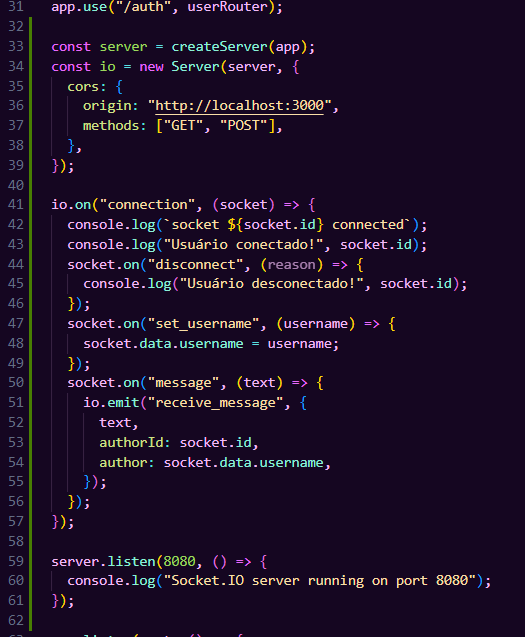 31 app.use("/auth", userRouter);
32
33 const server = createServer(app);
34 const io = new Server(server, {
35   cors: {
36     origin: "http://localhost:3000",
37     methods: ["GET", "POST"],
38   },
39 });
40
41 io.on("connection", (socket) => {
42   console.log(`socket ${socket.id} connected`);
43   console.log("Usuário conectado!", socket.id);
44   socket.on("disconnect", (reason) => {
45     console.log("Usuário desconectado!", socket.id);
46   });
47   socket.on("set_username", (username) => {
48     socket.data.username = username;
49   });
50   socket.on("message", (text) => {
51     io.emit("receive_message", {
52       text,
53       authorId: socket.id,
54       author: socket.data.username,
55     });
56   });
57 });
58
59 server.listen(8080, () => {
60   console.log("Socket.IO server running on port 8080");
61 });
62